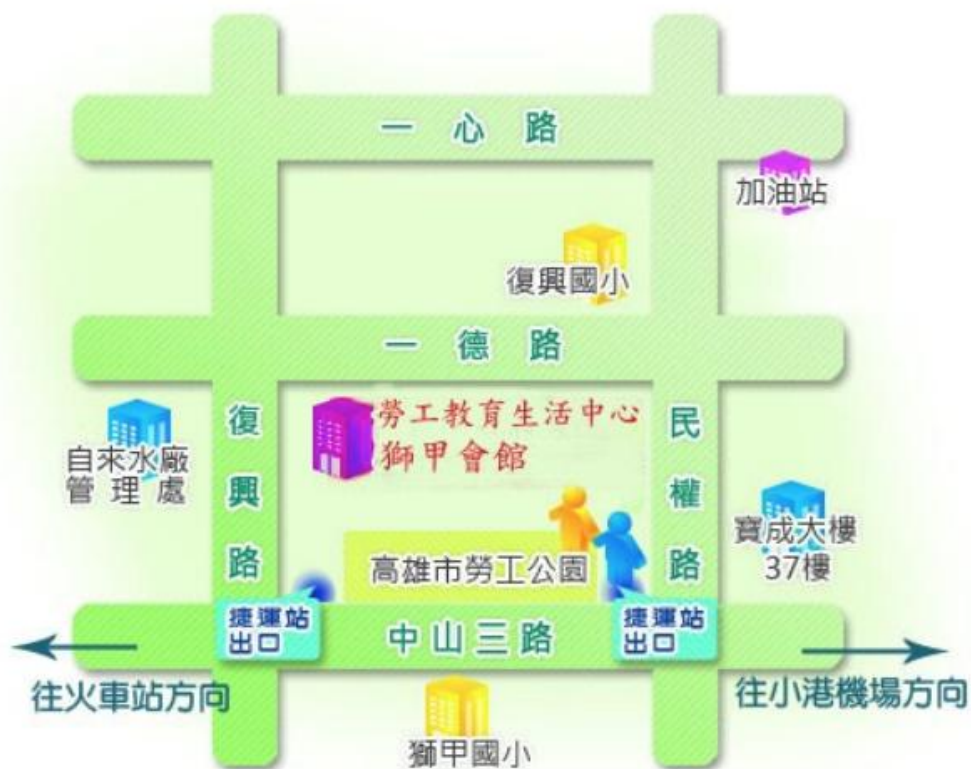 一心路
加油站
復興國小
一德路
勞工教育生活中心
獅甲會館
復興路
民權路
自來水廠
管理處
寶成大樓
37樓
高雄市勞工公園
捷運站
出口
中山三路
捷運站
出口
往火車站方向
往小港機場方向
獅甲國小